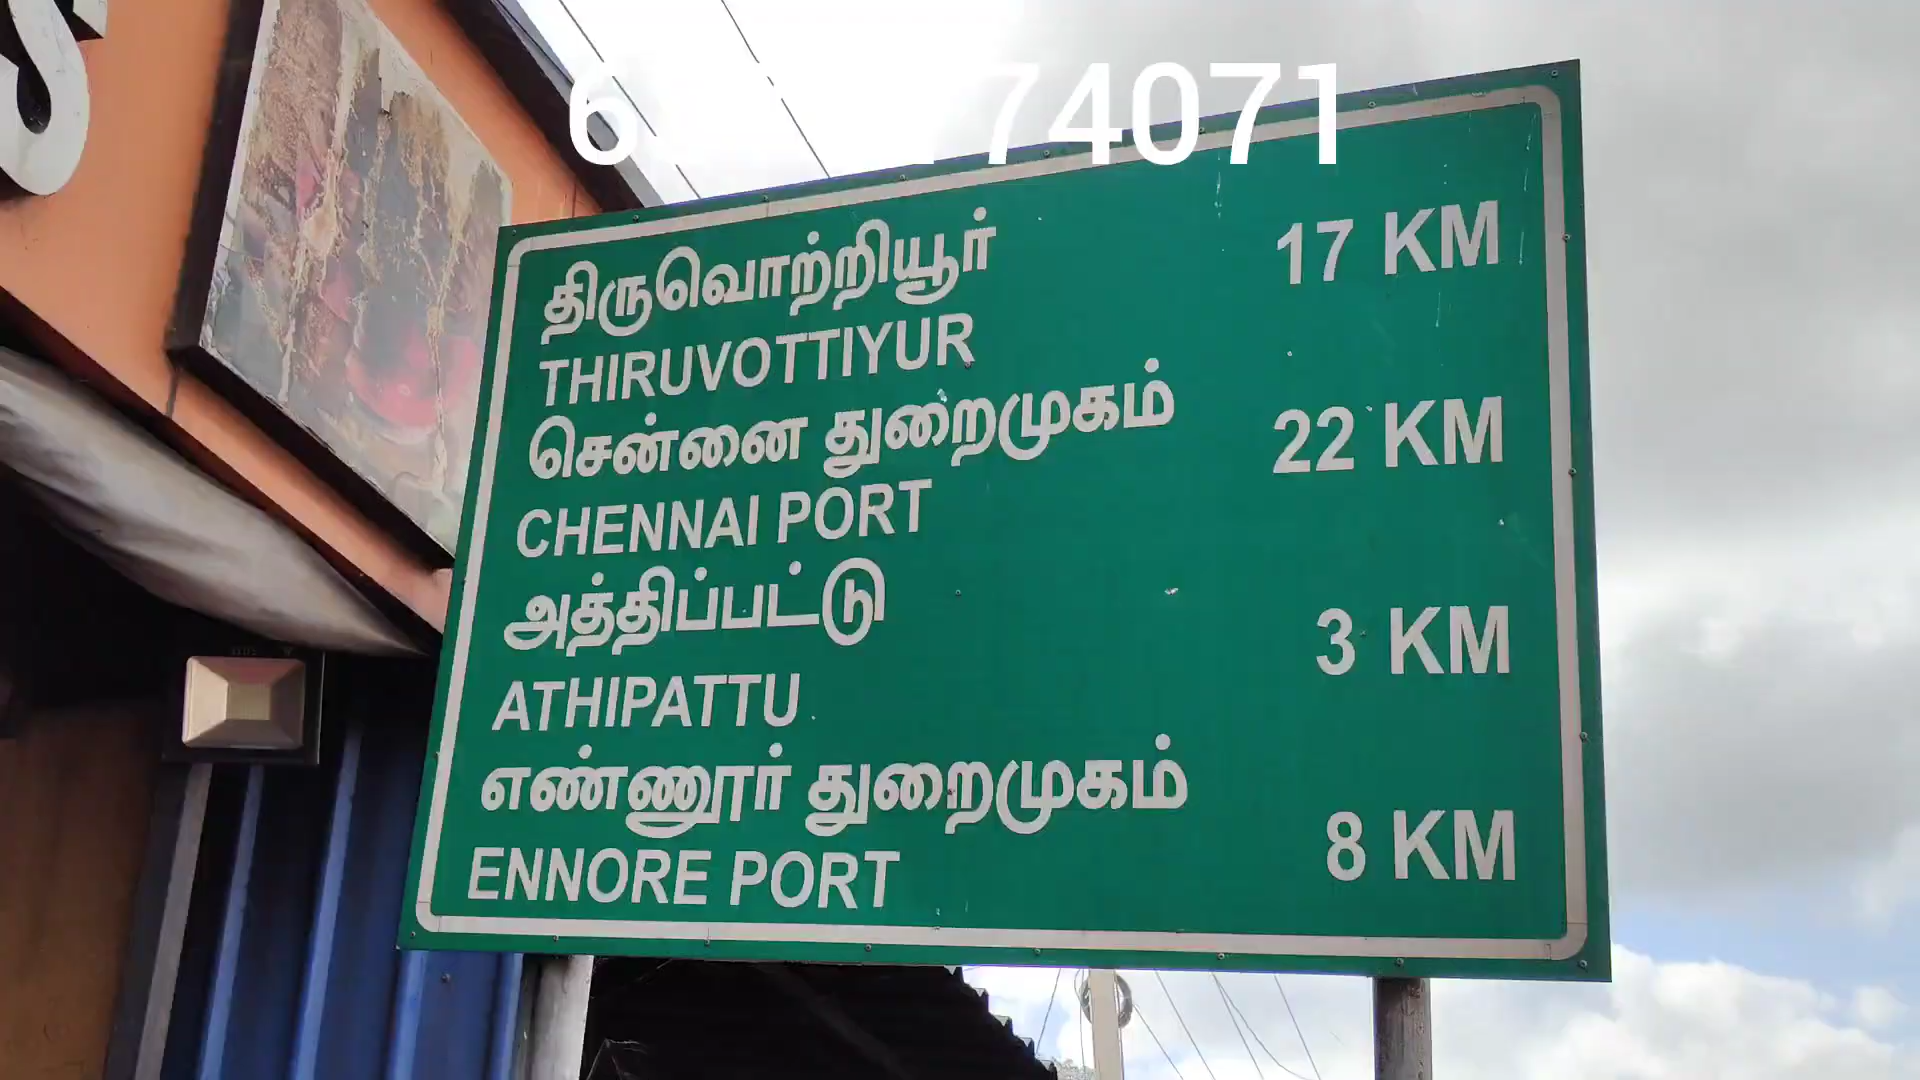 74071
திருவொற்றியூர் 17 KM
THIRUVOTTIYUR
சென்னை துறைமுகம் 22 KM
CHENNAI PORT
அத்திப்பட்டு 3 KM
ATHIPATTU
எண்ணூர் துறைமுகம் 8 KM
ENNORE PORT